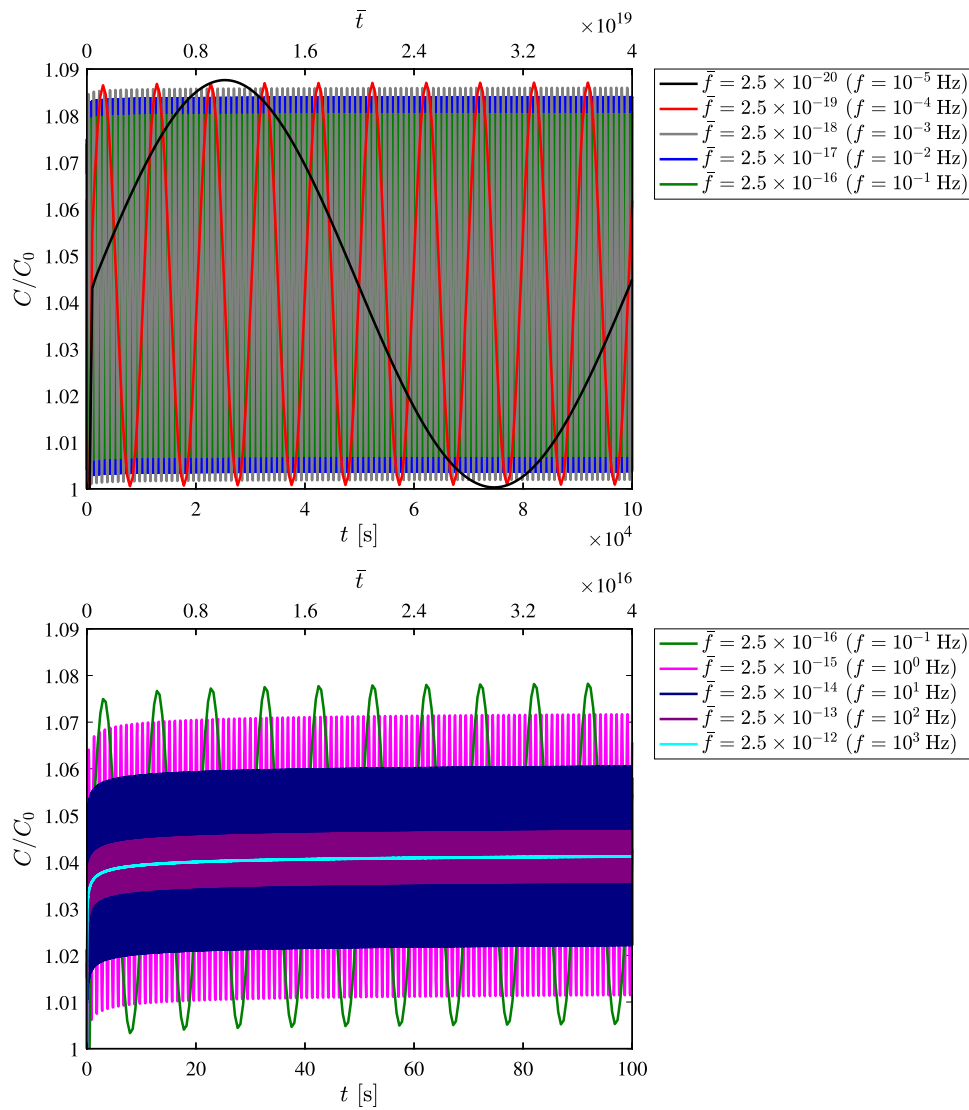 t̅
×10¹⁹
0 0.8 1.6 2.4 3.2 4
1.09
1.08
1.07
1.06
1.05
1.04
1.03
1.02
1.01
1
C/C₀
0 2 4 6 8 10
t [s]
×10⁴
f̅ = 2.5 × 10⁻²⁰ (f = 10⁻⁵ Hz)
f̅ = 2.5 × 10⁻¹⁹ (f = 10⁻⁴ Hz)
f̅ = 2.5 × 10⁻¹⁸ (f = 10⁻³ Hz)
f̅ = 2.5 × 10⁻¹⁷ (f = 10⁻² Hz)
f̅ = 2.5 × 10⁻¹⁶ (f = 10⁻¹ Hz)
t̅
×10¹⁶
0 0.8 1.6 2.4 3.2 4
1.09
1.08
1.07
1.06
1.05
1.04
1.03
1.02
1.01
1
C/C₀
0 20 40 60 80 100
t [s]
f̅ = 2.5 × 10⁻¹⁶ (f = 10⁻¹ Hz)
f̅ = 2.5 × 10⁻¹⁵ (f = 10⁰ Hz)
f̅ = 2.5 × 10⁻¹⁴ (f = 10¹ Hz)
f̅ = 2.5 × 10⁻¹³ (f = 10² Hz)
f̅ = 2.5 × 10⁻¹² (f = 10³ Hz)